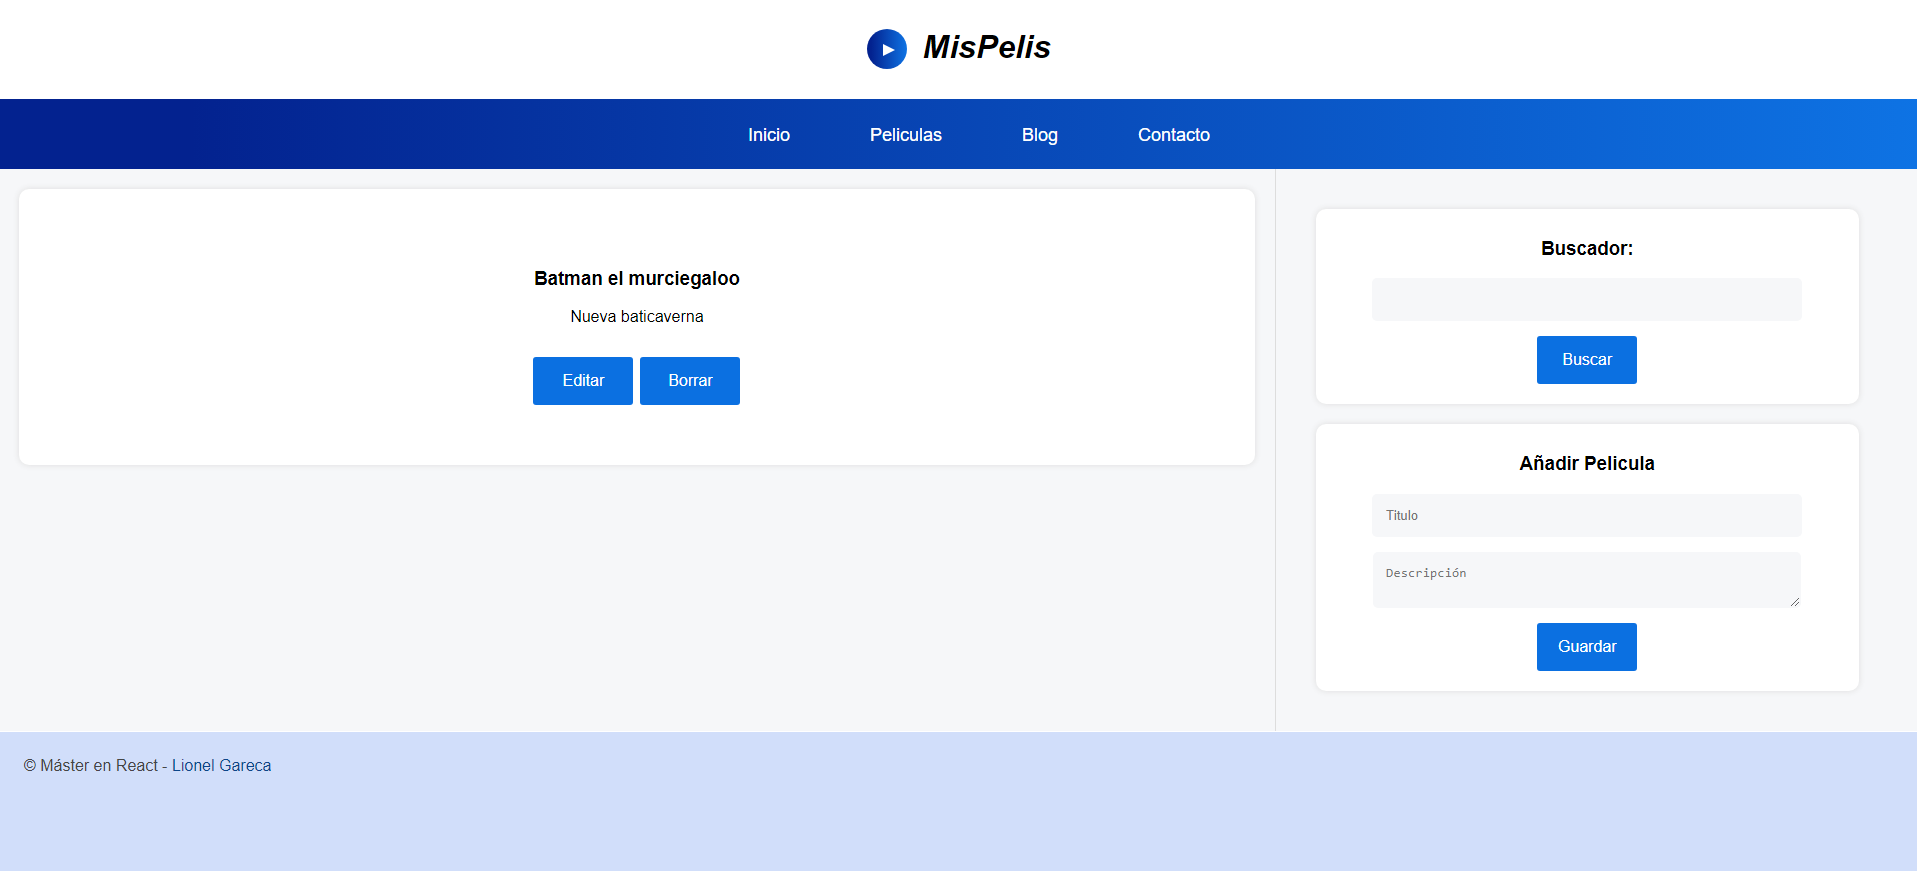 MisPelis
Inicio
Peliculas
Blog
Contacto
Batman el murciegaloo
Nueva baticaverna
Editar
Borrar
Buscador:
Buscar
Añadir Pelicula
Titulo
Descripción
Guardar
© Máster en React - Lionel Gareca